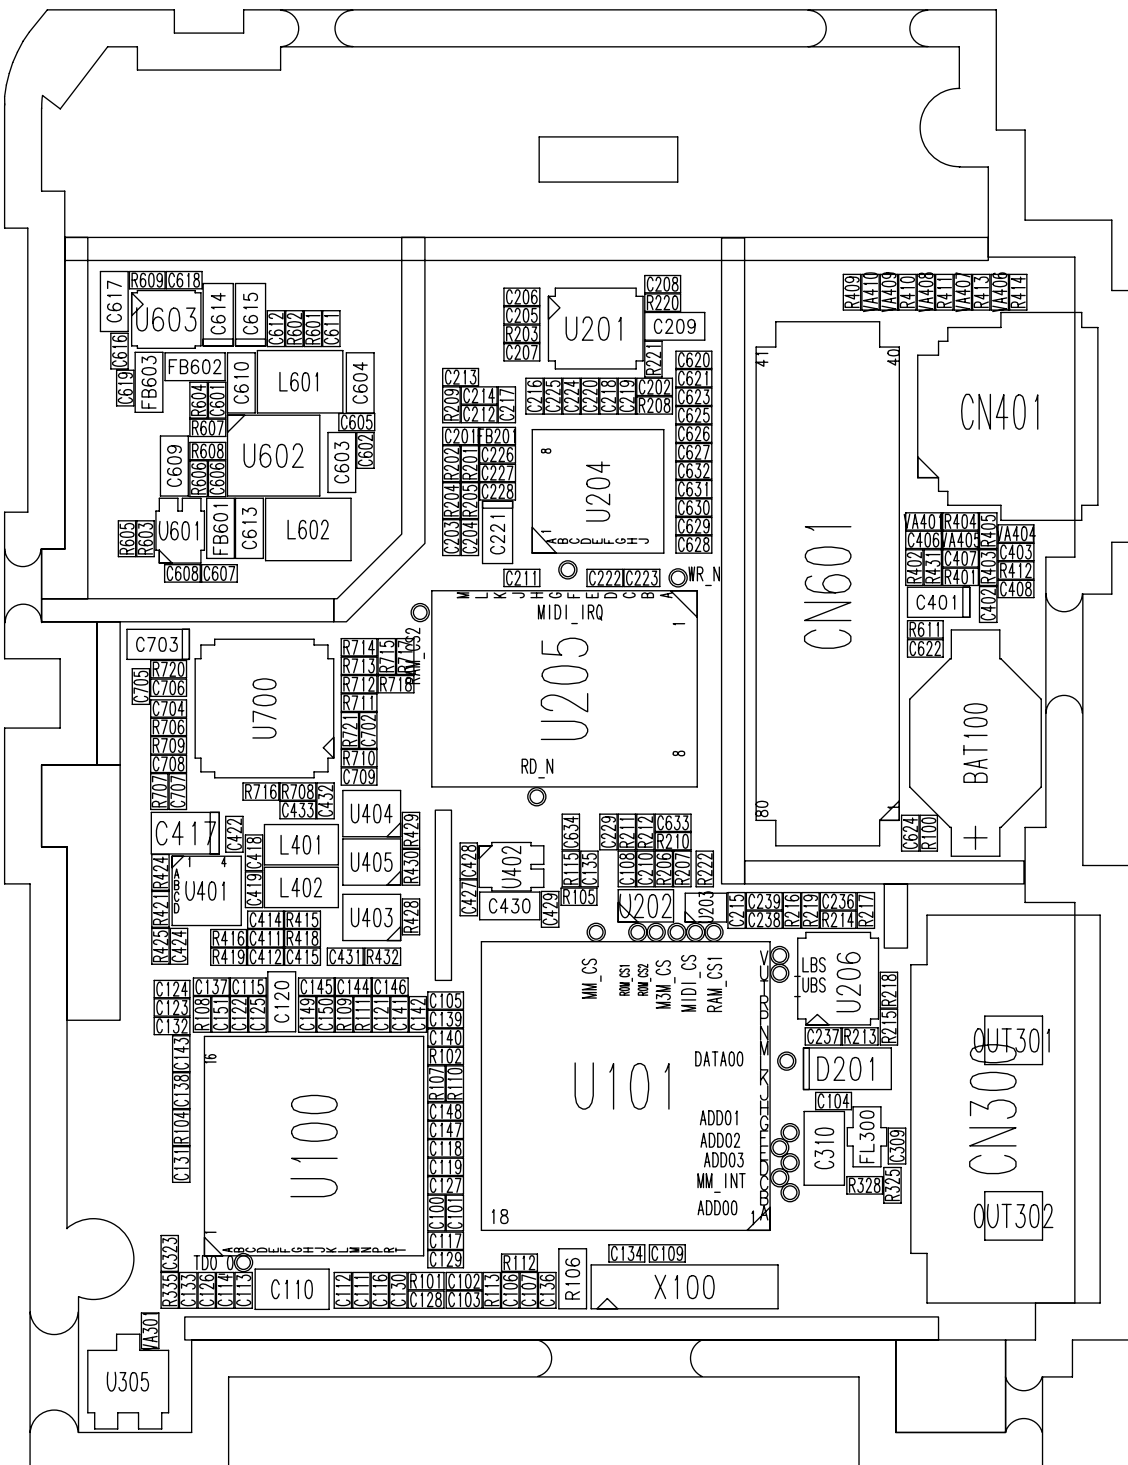 C617
R609
C618
U603
C614
C615
C612
R602
R601
C611
C616
C619
FB603
FB602
C610
L601
C604
R604
C601
R607
C605
C602
C609
R608
R606
C606
U602
C603
R605
R603
U601
FB601
C613
L602
C608
C607
C206
C205
R203
C207
U201
C208
R220
C209
R221
C213
R209
C214
C212
C217
C216
C225
C224
C220
C218
C219
C202
R208
C620
C621
C623
C625
C626
C627
C632
C631
C630
C629
C628
C201
FB201
R202
R201
C226
C227
C228
R204
R205
C203
C204
C221
8
U204
1
A B C D E F G H J
C211
C222
C223
WR_N
R409
VA410
VA409
R410
VA408
R411
VA407
R413
VA406
R414
41
40
CN601
80
1
CN401
VA401
R404
R405
VA404
C406
VA405
C403
R402
R431
C407
R401
R403
R412
C408
C401
C402
R611
C622
BAT100
+
C624
R100
M L K J H G F E D C B A
MIDI_IRQ
1
U205
8
RD_N
RAM_CS2
C703
C705
R720
C706
C704
R706
R709
C708
R707
C707
U700
R714
R713
R715
R717
R712
R718
R711
R721
C702
R710
C709
R716
R708
C433
C432
C417
C422
C418
L401
U404
R429
R424
1
4
A B C D
U401
C419
L402
U405
R430
R421
C414
R415
U403
R428
R425
C424
R416
C411
R418
R419
C412
C415
C431
R432
C428
C427
U402
C430
C429
C634
R115
C135
R105
C229
R211
R212
C633
R210
C108
C210
R206
R207
R222
U202
U203
C215
C239
C238
R216
R219
C236
R214
R217
C124
C123
C132
C137
C115
R108
C151
C122
C125
C120
C145
C144
C146
C149
C150
R109
R111
C121
C141
C142
C105
C139
C140
R102
R107
R110
C148
C147
C118
C119
C127
C100
C101
C117
C129
C143
C138
R104
C131
16
U100
1
A B C D E F G H J K L M N P R T
TDO_0
MM_CS
ROM_CS1
ROM_CS2
M3M_CS
MIDI_CS
RAM_CS1
DATA00
U101
ADD01
ADD02
ADD03
MM_INT
ADD00
18
1
LBS
UBS
U206
R218
R215
C237
R213
D201
C104
C310
FL300
C309
R328
R325
OUT301
CN300
OUT302
C323
R335
C133
C126
C114
C113
C110
C112
C111
C116
C130
R101
C102
C128
C103
R113
R112
C106
C107
C136
R106
C134
C109
X100
VA301
U305